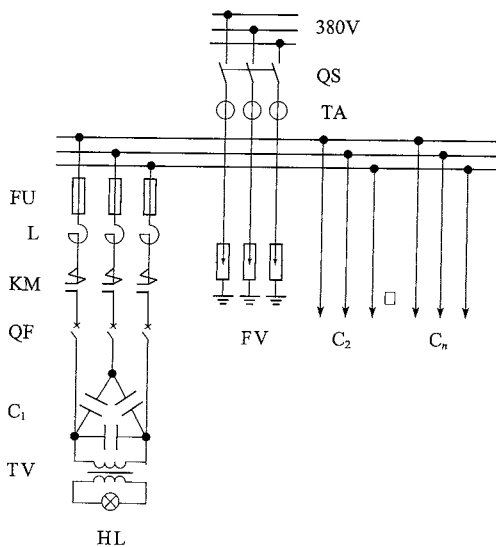 380V
QS
TA
FU
L
KM
QF
FV
C₂
□
Cₙ
C₁
TV
HL